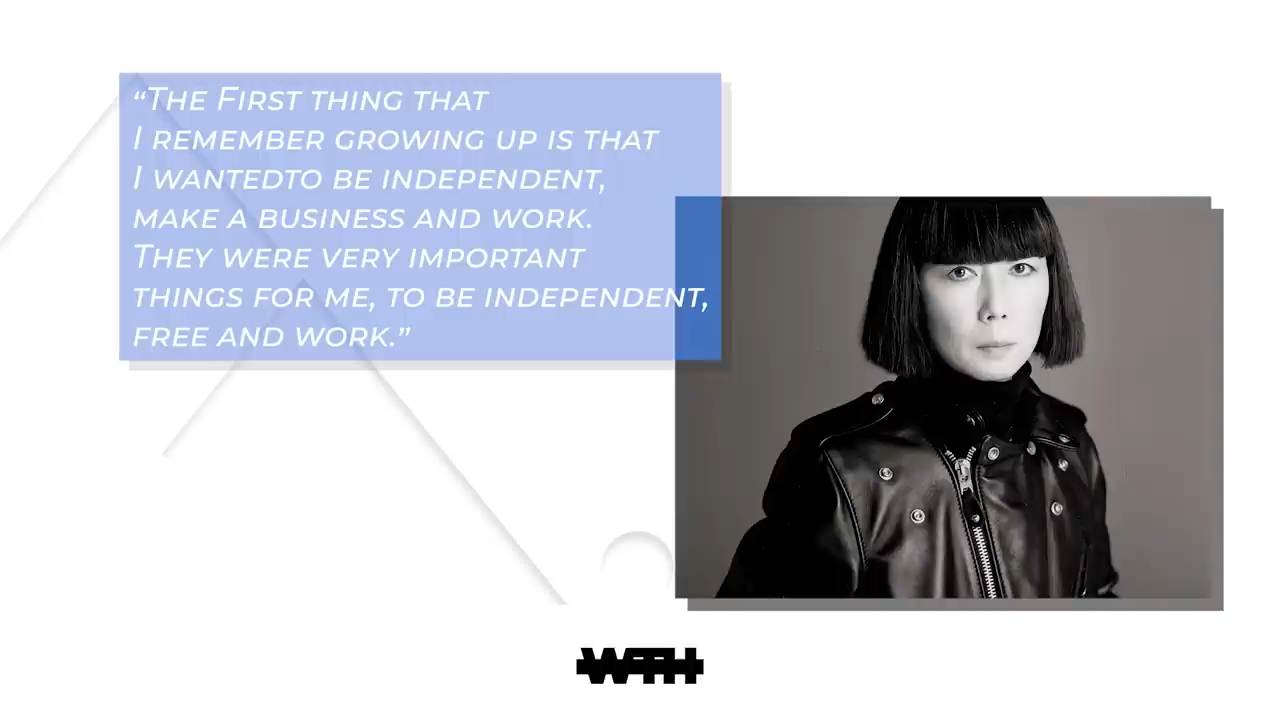 “The First thing that
I remember growing up is that
I wantedto be independent,
make a business and work.
They were very important
things for me, to be independent,
free and work.”
WTH